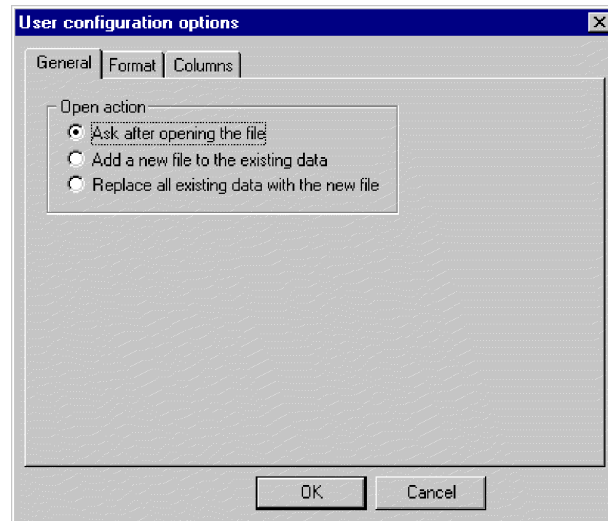 User configuration options
General Format Columns
Open action
Ask after opening the file
Add a new file to the existing data
Replace all existing data with the new file
OK Cancel